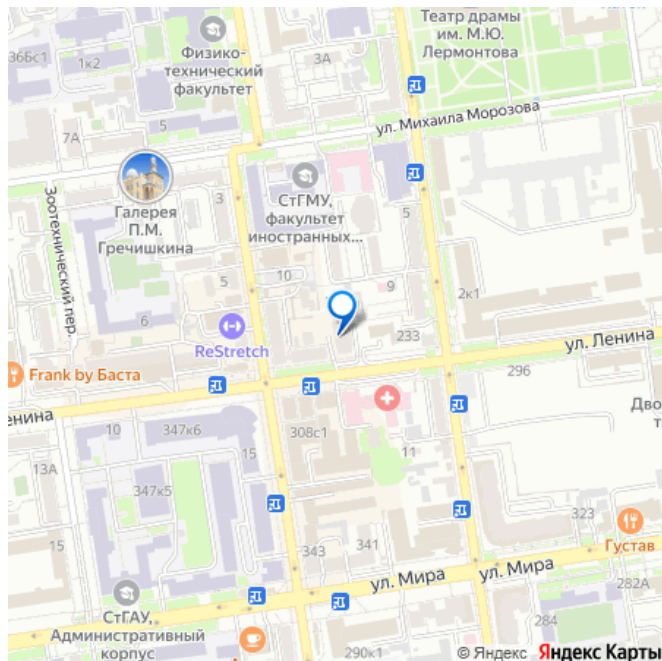 Театр драмы
им. М.Ю.
Лермонтова
36Бс1
Физико-
технический
факультет
1к2
3А
ул. Михаила Морозова
7А
5
Галерея
П.М.
Гречишкина
3
СтГМУ,
факультет
иностранных...
5
Зоотехнический пер.
10
9
2к1
5
6
ReStretch
233
ул. Ленина
Frank by Баста
296
енина
Дво
т
10
347к6
308с1
13А
347к5
11
15
323
Густав
343
341
ул. Мира
ул. Мира
282А
СтГАУ,
Административный
корпус
15
284
290к1
© Яндекс Яндекс Карты